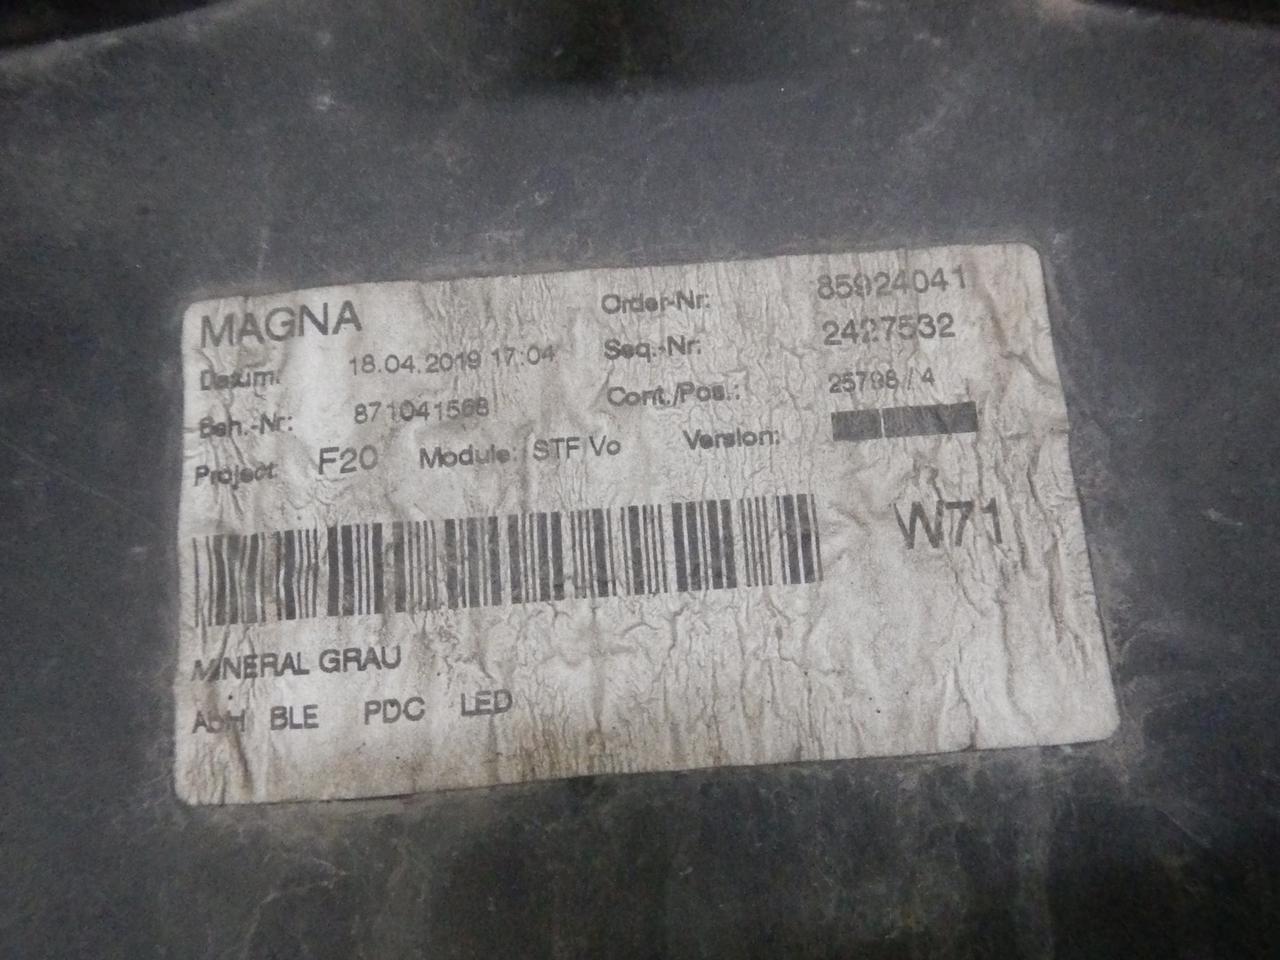 MAGNA Order-Nr: 85924041
Datum: 18.04.2019 17:04 Seq.-Nr: 2427532
Beh.-Nr: 871041568 Cont./Pos.: 25798 / 4
Project: F20 Module: STF Vo Version:
W71
MINERAL GRAU
AbH BLE PDC LED